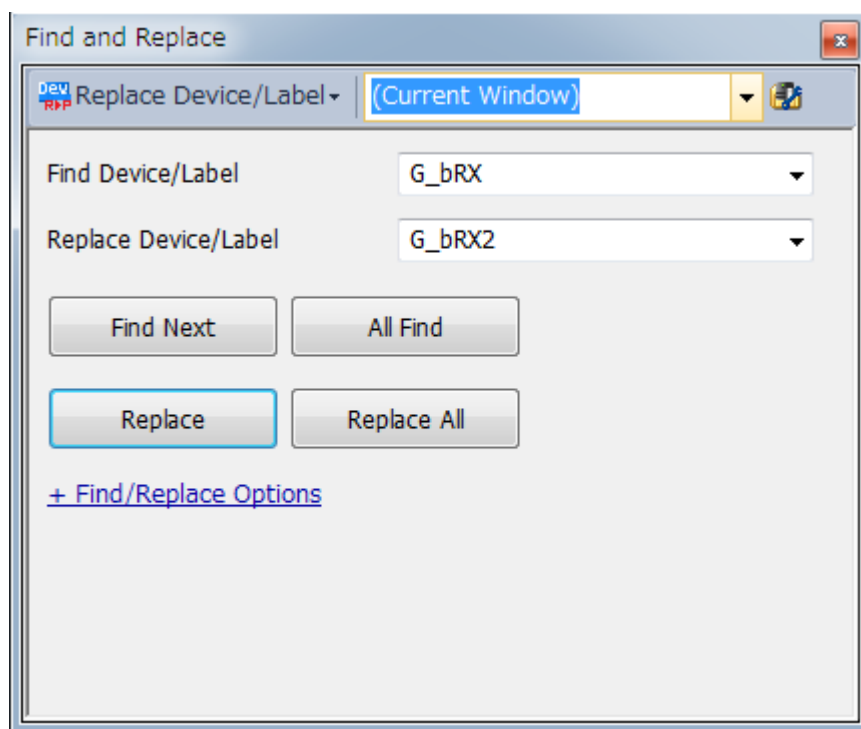 Find and Replace
Dev R▸P Replace Device/Label (Current Window)
Find Device/Label G_bRX
Replace Device/Label G_bRX2
Find Next All Find
Replace Replace All
+ Find/Replace Options